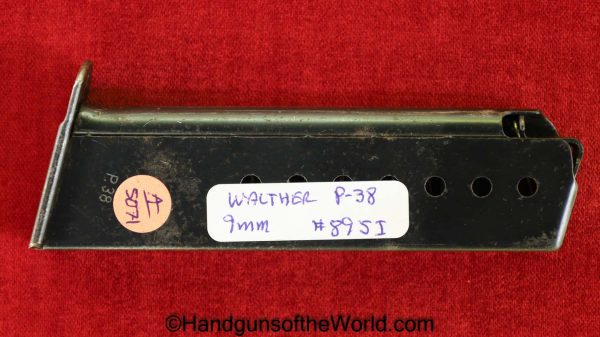 P.38
A
5071
WALTHER P-38
9mm #895I
©HandgunsoftheWorld.com